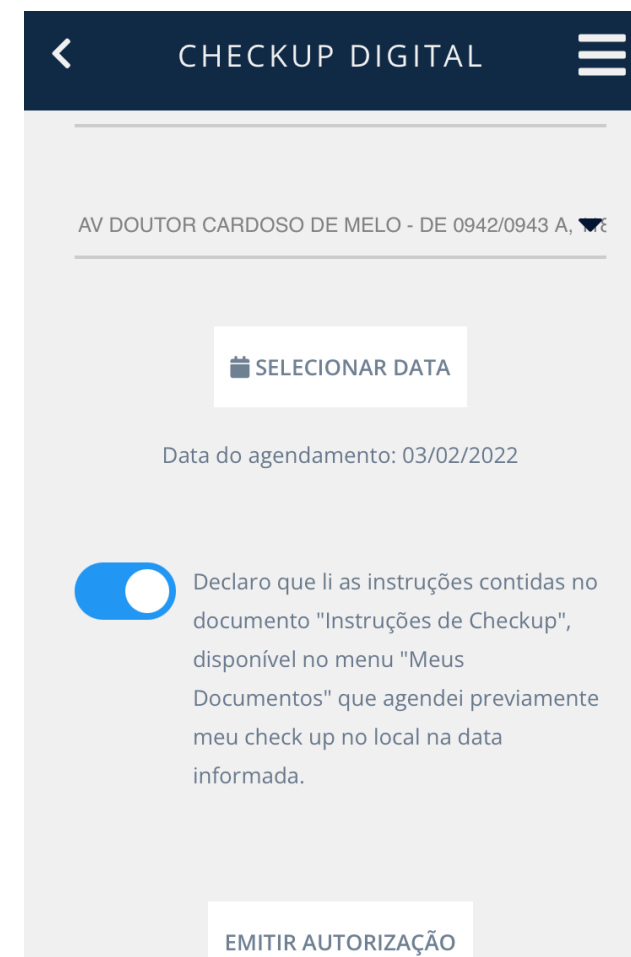 CHECKUP DIGITAL
AV DOUTOR CARDOSO DE MELO - DE 0942/0943 A,
SELECIONAR DATA
Data do agendamento: 03/02/2022
Declaro que li as instruções contidas no
documento "Instruções de Checkup",
disponível no menu "Meus
Documentos" que agendei previamente
meu check up no local na data
informada.
EMITIR AUTORIZAÇÃO